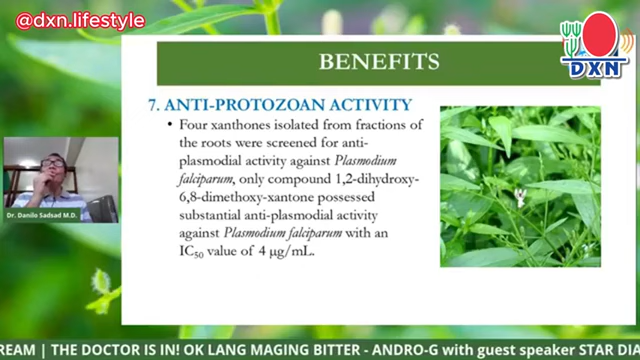 @dxn.lifestyle
DXN
BENEFITS
7. ANTI-PROTOZOAN ACTIVITY
• Four xanthones isolated from fractions of
the roots were screened for anti-
plasmodial activity against Plasmodium
falciparum, only compound 1,2-dihydroxy-
6,8-dimethoxy-xantone possessed
substantial anti-plasmodial activity
against Plasmodium falciparum with an
IC₅₀ value of 4 μg/mL.
Dr. Danilo Sadsad M.D.
REAM | THE DOCTOR IS IN! OK LANG MAGING BITTER - ANDRO-G with guest speaker STAR DIA